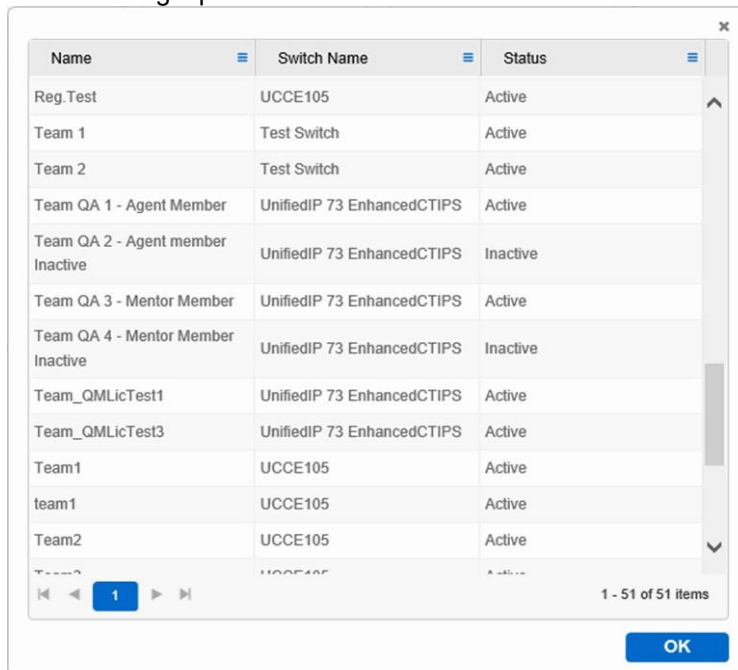 Name Switch Name Status
Reg.Test UCCE105 Active
Team 1 Test Switch Active
Team 2 Test Switch Active
Team QA 1 - Agent Member UnifiedIP 73 EnhancedCTIPS Active
Team QA 2 - Agent member
Inactive UnifiedIP 73 EnhancedCTIPS Inactive
Team QA 3 - Mentor Member UnifiedIP 73 EnhancedCTIPS Active
Team QA 4 - Mentor Member
Inactive UnifiedIP 73 EnhancedCTIPS Inactive
Team_QMLicTest1 UnifiedIP 73 EnhancedCTIPS Active
Team_QMLicTest3 UnifiedIP 73 EnhancedCTIPS Active
Team1 UCCE105 Active
team1 UCCE105 Active
Team2 UCCE105 Active
1 1 - 51 of 51 items
OK